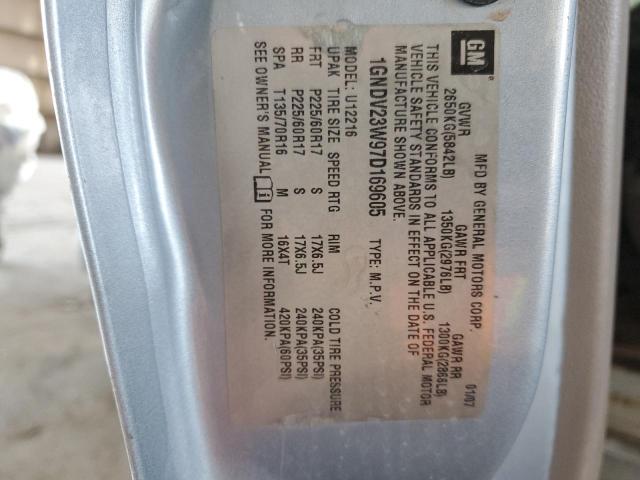 GM
MFD BY GENERAL MOTORS CORP. 01/07
GVWR GAWR FRT GAWR RR
2650KG(5842LB) 1350KG(2976LB) 1300KG(2866LB)
THIS VEHICLE CONFORMS TO ALL APPLICABLE U.S. FEDERAL MOTOR
VEHICLE SAFETY STANDARDS IN EFFECT ON THE DATE OF
MANUFACTURE SHOWN ABOVE.
1GNDV23W97D169605 TYPE: M.P.V.
MODEL: U12216
UPAK TIRE SIZE SPEED RTG RIM COLD TIRE PRESSURE
FRT P225/60R17 S 17X6.5J 240KPA(35PSI)
RR P225/60R17 S 17X6.5J 240KPA(35PSI)
SPA T135/70R16 M 16X4T 420KPA(60PSI)
SEE OWNER'S MANUAL FOR MORE INFORMATION.